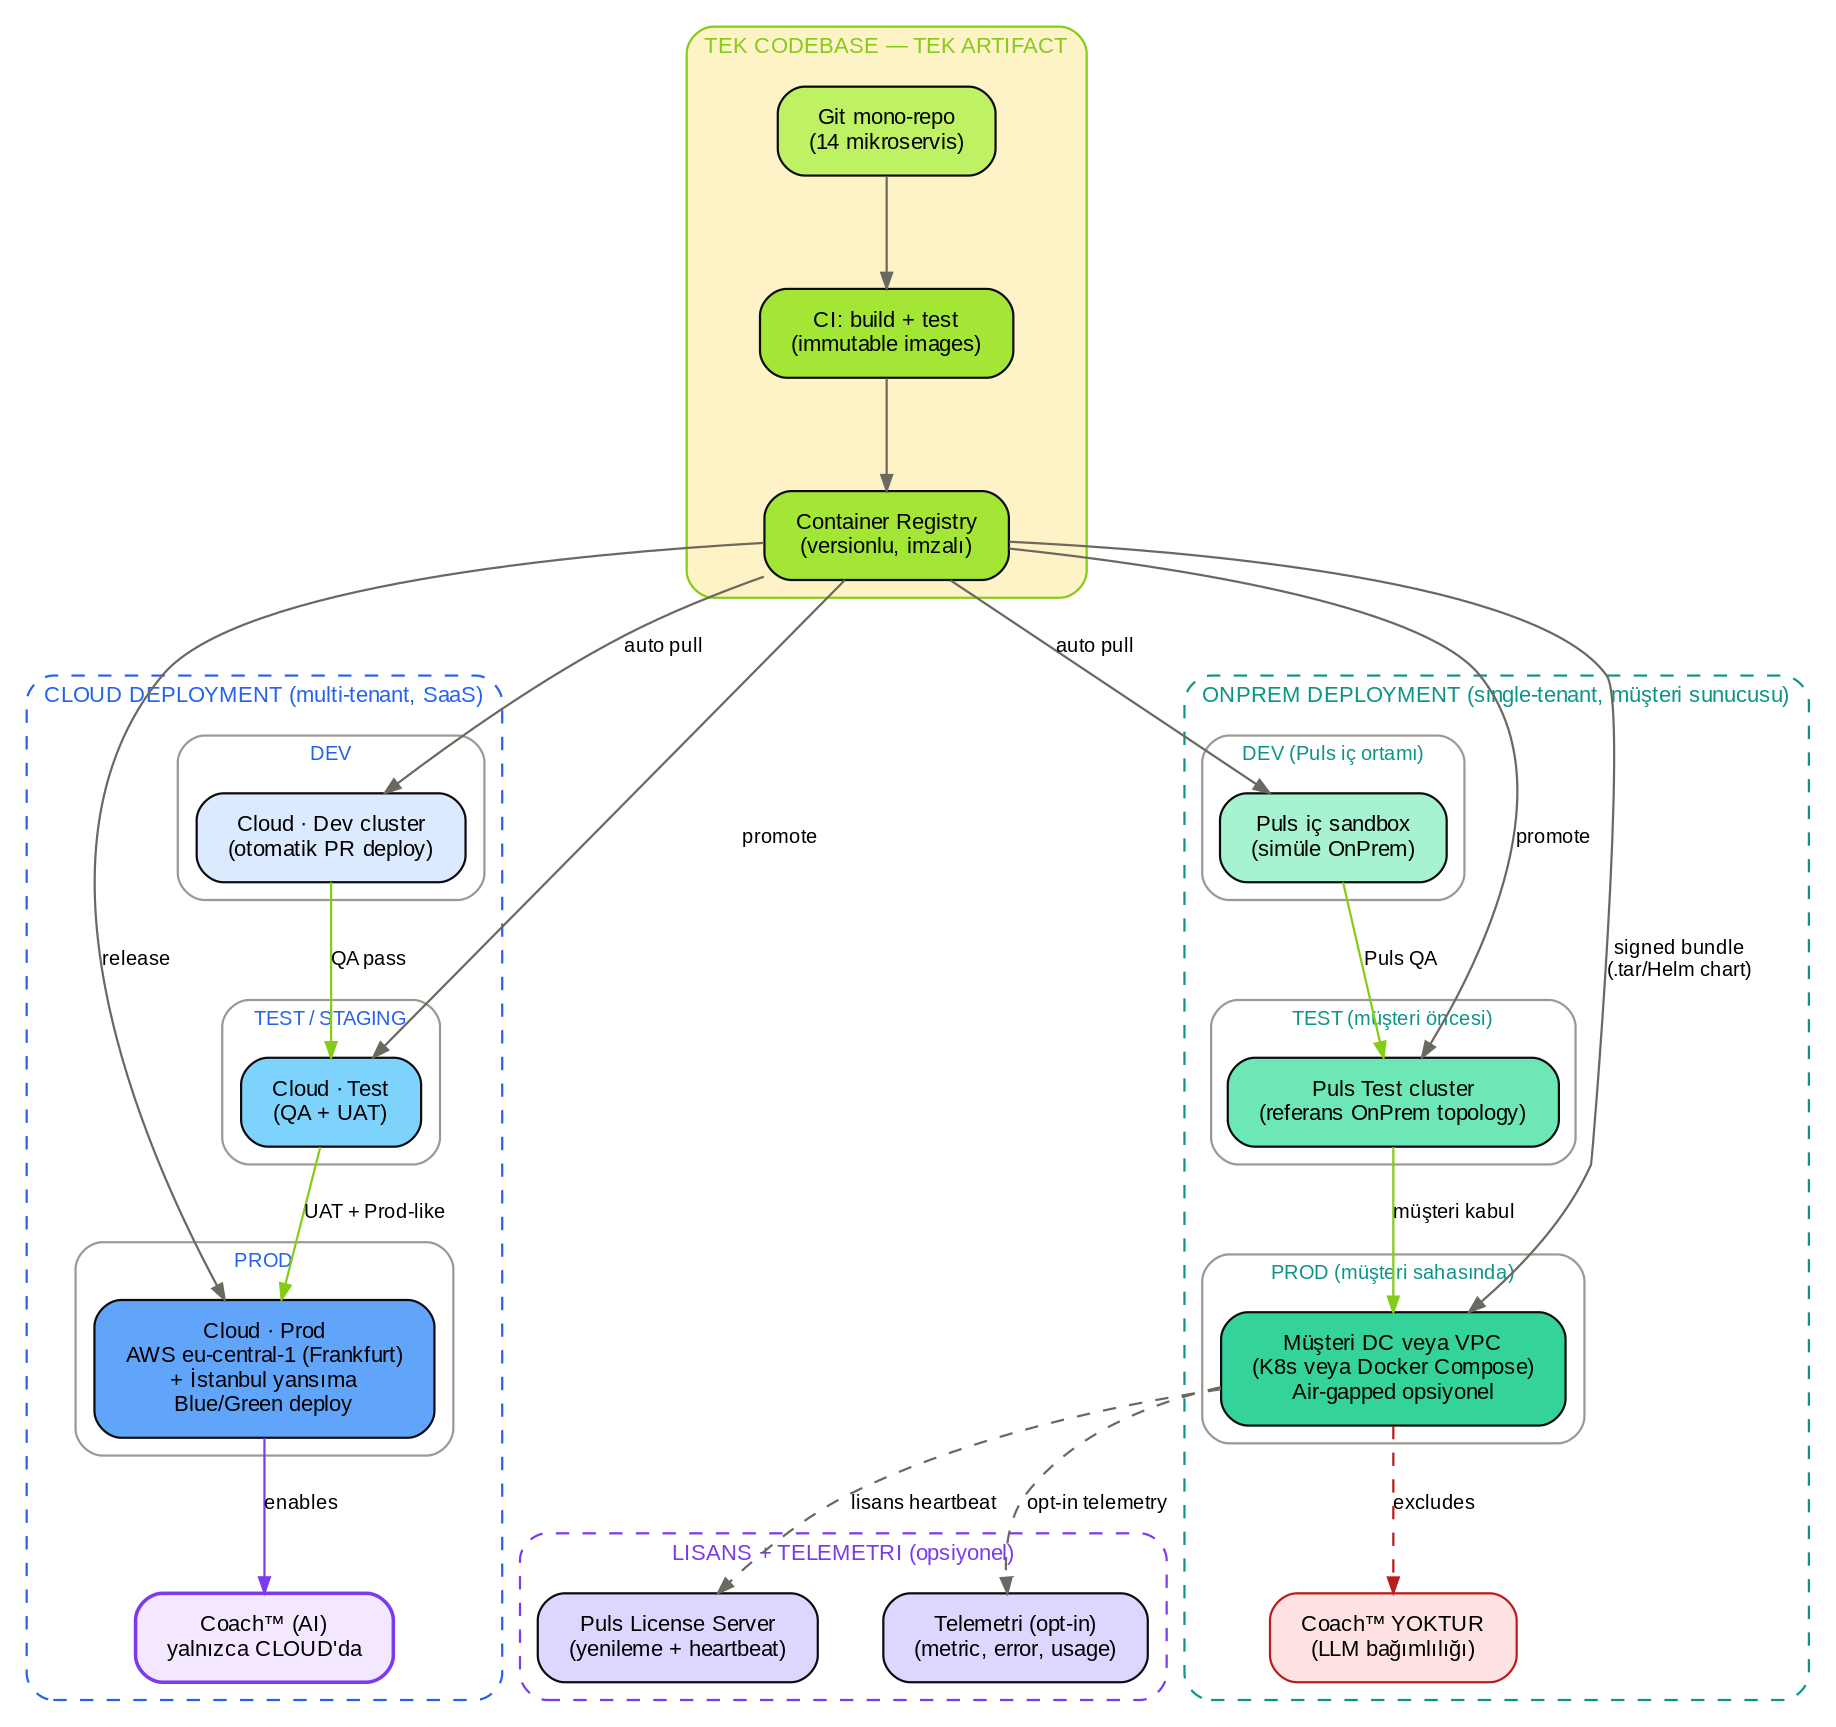 TEK CODEBASE — TEK ARTIFACT
Git mono-repo
(14 mikroservis)
CI: build + test
(immutable images)
Container Registry
(versionlu, imzalı)
auto pull
auto pull
CLOUD DEPLOYMENT (multi-tenant, SaaS)
ONPREM DEPLOYMENT (single-tenant, müşteri sunucusu)
DEV
DEV (Puls iç ortamı)
Cloud · Dev cluster
(otomatik PR deploy)
promote
Puls iç sandbox
(simüle OnPrem)
promote
release
QA pass
Puls QA
signed bundle
(.tar/Helm chart)
TEST / STAGING
TEST (müşteri öncesi)
Cloud · Test
(QA + UAT)
Puls Test cluster
(referans OnPrem topology)
UAT + Prod-like
müşteri kabul
PROD
PROD (müşteri sahasında)
Cloud · Prod
AWS eu-central-1 (Frankfurt)
+ İstanbul yansıma
Blue/Green deploy
Müşteri DC veya VPC
(K8s veya Docker Compose)
Air-gapped opsiyonel
enables
lisans heartbeat
opt-in telemetry
excludes
LISANS + TELEMETRI (opsiyonel)
Coach™ (AI)
yalnızca CLOUD'da
Puls License Server
(yenileme + heartbeat)
Telemetri (opt-in)
(metric, error, usage)
Coach™ YOKTUR
(LLM bağımlılığı)